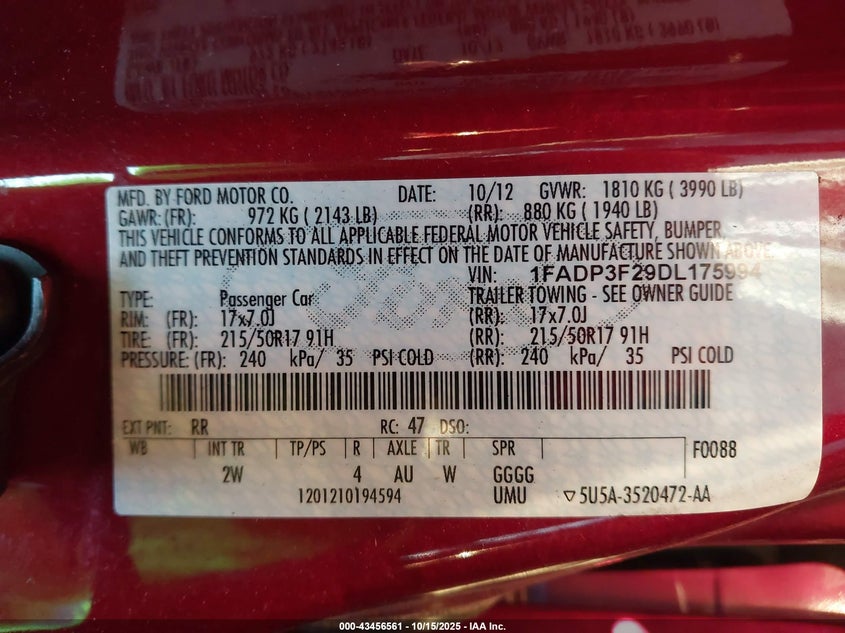 MFD. BY FORD MOTOR CO. DATE: 10/12 GVWR: 1810 KG ( 3990 LB)
GAWR: (FR): 972 KG ( 2143 LB) (RR): 880 KG ( 1940 LB)
THIS VEHICLE CONFORMS TO ALL APPLICABLE FEDERAL MOTOR VEHICLE SAFETY, BUMPER,
AND THEFT PREVENTION STANDARDS IN EFFECT ON THE DATE OF MANUFACTURE SHOWN ABOVE.
VIN: 1FADP3F29DL175994
TYPE: Passenger Car TRAILER TOWING - SEE OWNER GUIDE
RIM: (FR): 17x7.0J (RR): 17x7.0J
TIRE: (FR): 215/50R17 91H (RR): 215/50R17 91H
PRESSURE: (FR): 240 kPa/ 35 PSI COLD (RR): 240 kPa/ 35 PSI COLD
EXT PNT: RR RC: 47 DSO:
WB INT TR TP/PS R AXLE TR SPR F0088
2W 4 AU W GGGG
1201210194594 UMU ▽5U5A-3520472-AA
000-43456561 - 10/15/2025 - IAA Inc.